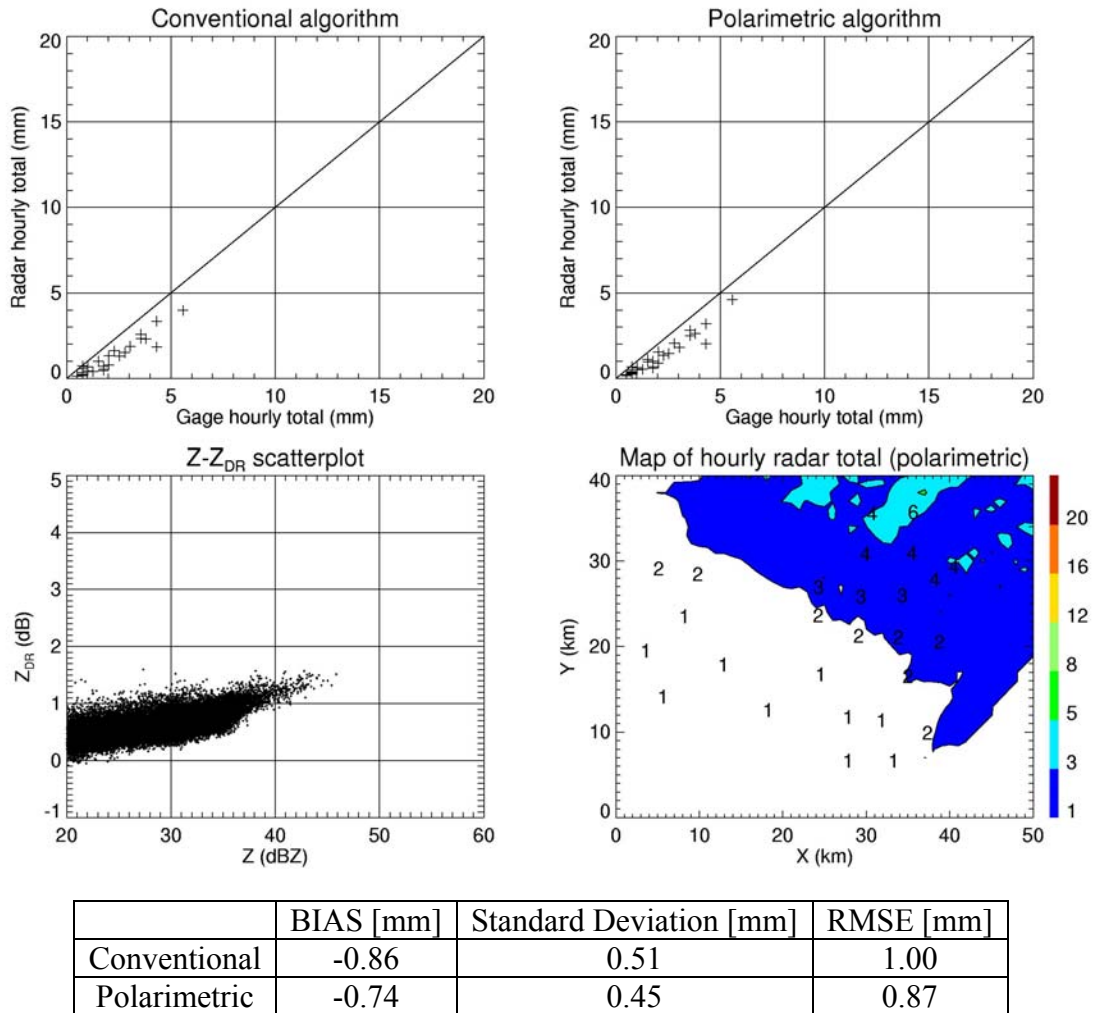 Conventional algorithm
Radar hourly total (mm)
20
15
10
5
0
0 5 10 15 20
Gage hourly total (mm)
Polarimetric algorithm
Radar hourly total (mm)
20
15
10
5
0
0 5 10 15 20
Gage hourly total (mm)
Z-ZDR scatterplot
ZDR (dB)
5
4
3
2
1
0
-1
20 30 40 50 60
Z (dBZ)
Map of hourly radar total (polarimetric)
Y (km)
40
30
20
10
0
4 6
4 4
2 2 4 4
3 3 3
1 2
2 2 2
1 1 1
1 1 1 1
2
1 1
0 10 20 30 40 50
X (km)
20
16
12
8
5
3
1
BIAS [mm] Standard Deviation [mm] RMSE [mm]
Conventional -0.86 0.51 1.00
Polarimetric -0.74 0.45 0.87